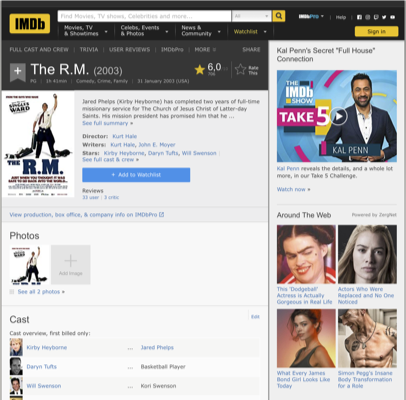 IMDb
Find Movies, TV shows, Celebrities and more...
All
IMDbPro
Help
Movies, TV & Showtimes
Celebs, Events & Photos
News & Community
Watchlist
Sign in
FULL CAST AND CREW | TRIVIA | USER REVIEWS | IMDbPro | MORE
SHARE
The R.M. (2003)
6,0
Rate This
PG | 1h 41min | Comedy, Crime, Family | 31 January 2003 (USA)
Jared Phelps (Kirby Heyborne) has completed two years of full-time
missionary service for The Church of Jesus Christ of Latter-day
Saints. His mission president has promised him that he ...
See full summary »
Director: Kurt Hale
Writers: Kurt Hale, John E. Moyer
Stars: Kirby Heyborne, Daryn Tufts, Will Swenson
See full cast & crew »
+ Add to Watchlist
Reviews
32 user | 3 critic
THE R.M.
View production, box office, & company info on IMDbPro
Photos
Add Image
See all 2 photos »
Cast
Edit
Cast overview, first billed only:
Kirby Heyborne ... Jared Phelps
Daryn Tufts ... Basketball Player
Will Swenson ... Kori Swenson
Kal Penn's Secret "Full House"
Connection
THE IMDb SHOW
TAKE 5
KAL PENN
Kal Penn reveals the details, and a whole lot
more, in our Take 5 Challenge.
Watch now »
Around The Web
Powered by ZergNet
This 'Dodgeball'
Actress is Actually
Gorgeous in Real Life
Actors Who Were
Replaced and No One
Noticed
What Every James
Bond Girl Looks Like
Today
Simon Pegg's Insane
Body Transformation
for a Role